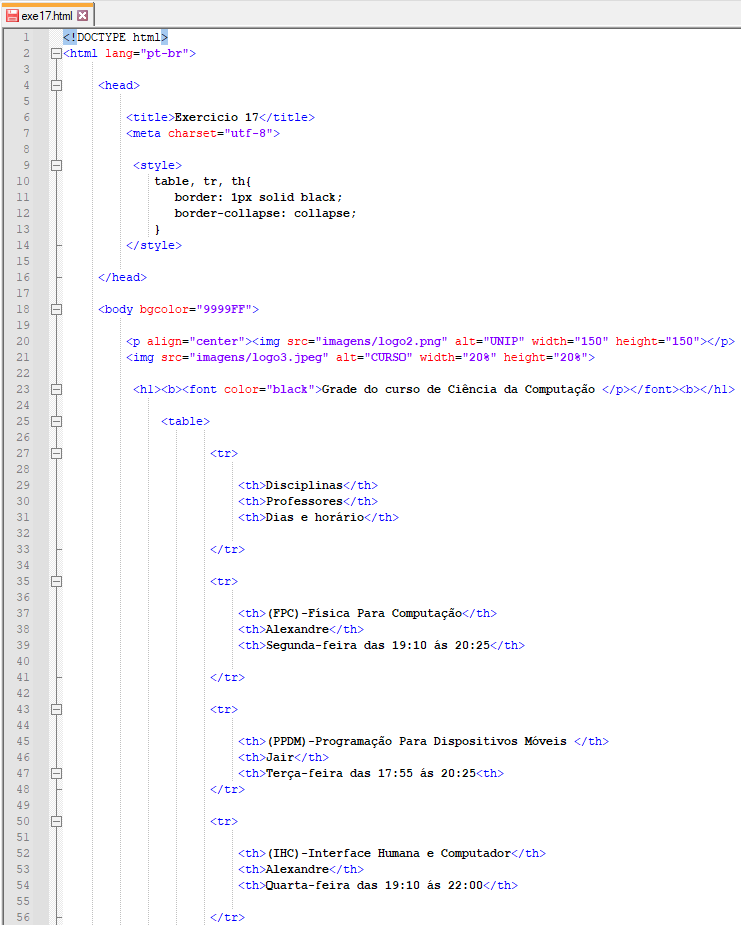 exe17.html
1 <!DOCTYPE html>
2 <html lang="pt-br">
3
4 <head>
5
6 <title>Exercicio 17</title>
7 <meta charset="utf-8">
8
9 <style>
10 table, tr, th{
11 border: 1px solid black;
12 border-collapse: collapse;
13 }
14 </style>
15
16 </head>
17
18 <body bgcolor="9999FF">
19
20 <p align="center"><img src="imagens/logo2.png" alt="UNIP" width="150" height="150"></p>
21 <img src="imagens/logo3.jpeg" alt="CURSO" width="20%" height="20%">
22
23 <h1><b><font color="black">Grade do curso de Ciência da Computação </p></font><b></h1>
24
25 <table>
26
27 <tr>
28
29 <th>Disciplinas</th>
30 <th>Professores</th>
31 <th>Dias e horário</th>
32
33 </tr>
34
35 <tr>
36
37 <th>(FPC)-Física Para Computação</th>
38 <th>Alexandre</th>
39 <th>Segunda-feira das 19:10 ás 20:25</th>
40
41 </tr>
42
43 <tr>
44
45 <th>(PPDM)-Programação Para Dispositivos Móveis </th>
46 <th>Jair</th>
47 <th>Terça-feira das 17:55 ás 20:25<th>
48 </tr>
49
50 <tr>
51
52 <th>(IHC)-Interface Humana e Computador</th>
53 <th>Alexandre</th>
54 <th>Quarta-feira das 19:10 ás 22:00</th>
55
56 </tr>